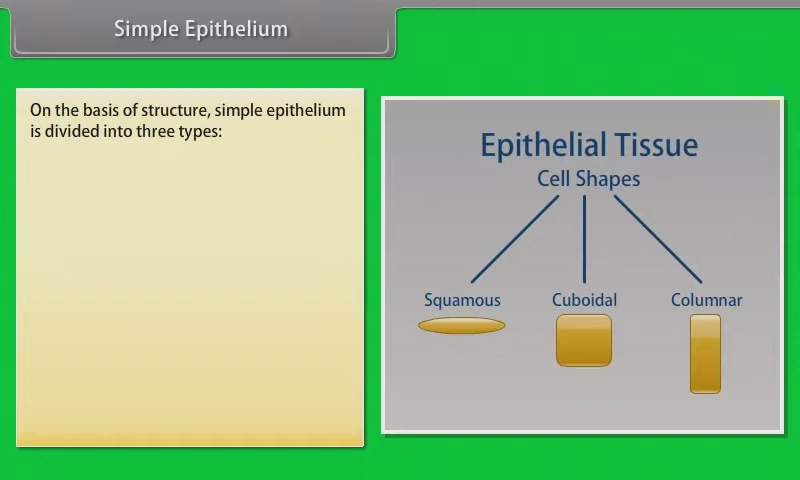 Simple Epithelium
On the basis of structure, simple epithelium
is divided into three types:
Epithelial Tissue
Cell Shapes
Squamous
Cuboidal
Columnar